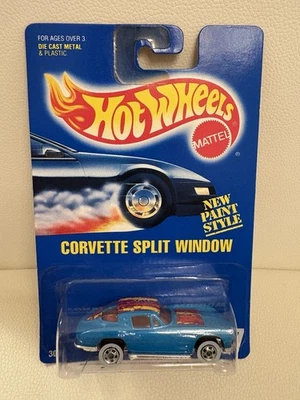 FOR AGES OVER 3.
DIE CAST METAL
& PLASTIC.
HOT WHEELS
MATTEL
®
NEW
PAINT
STYLE
CORVETTE SPLIT WINDOW